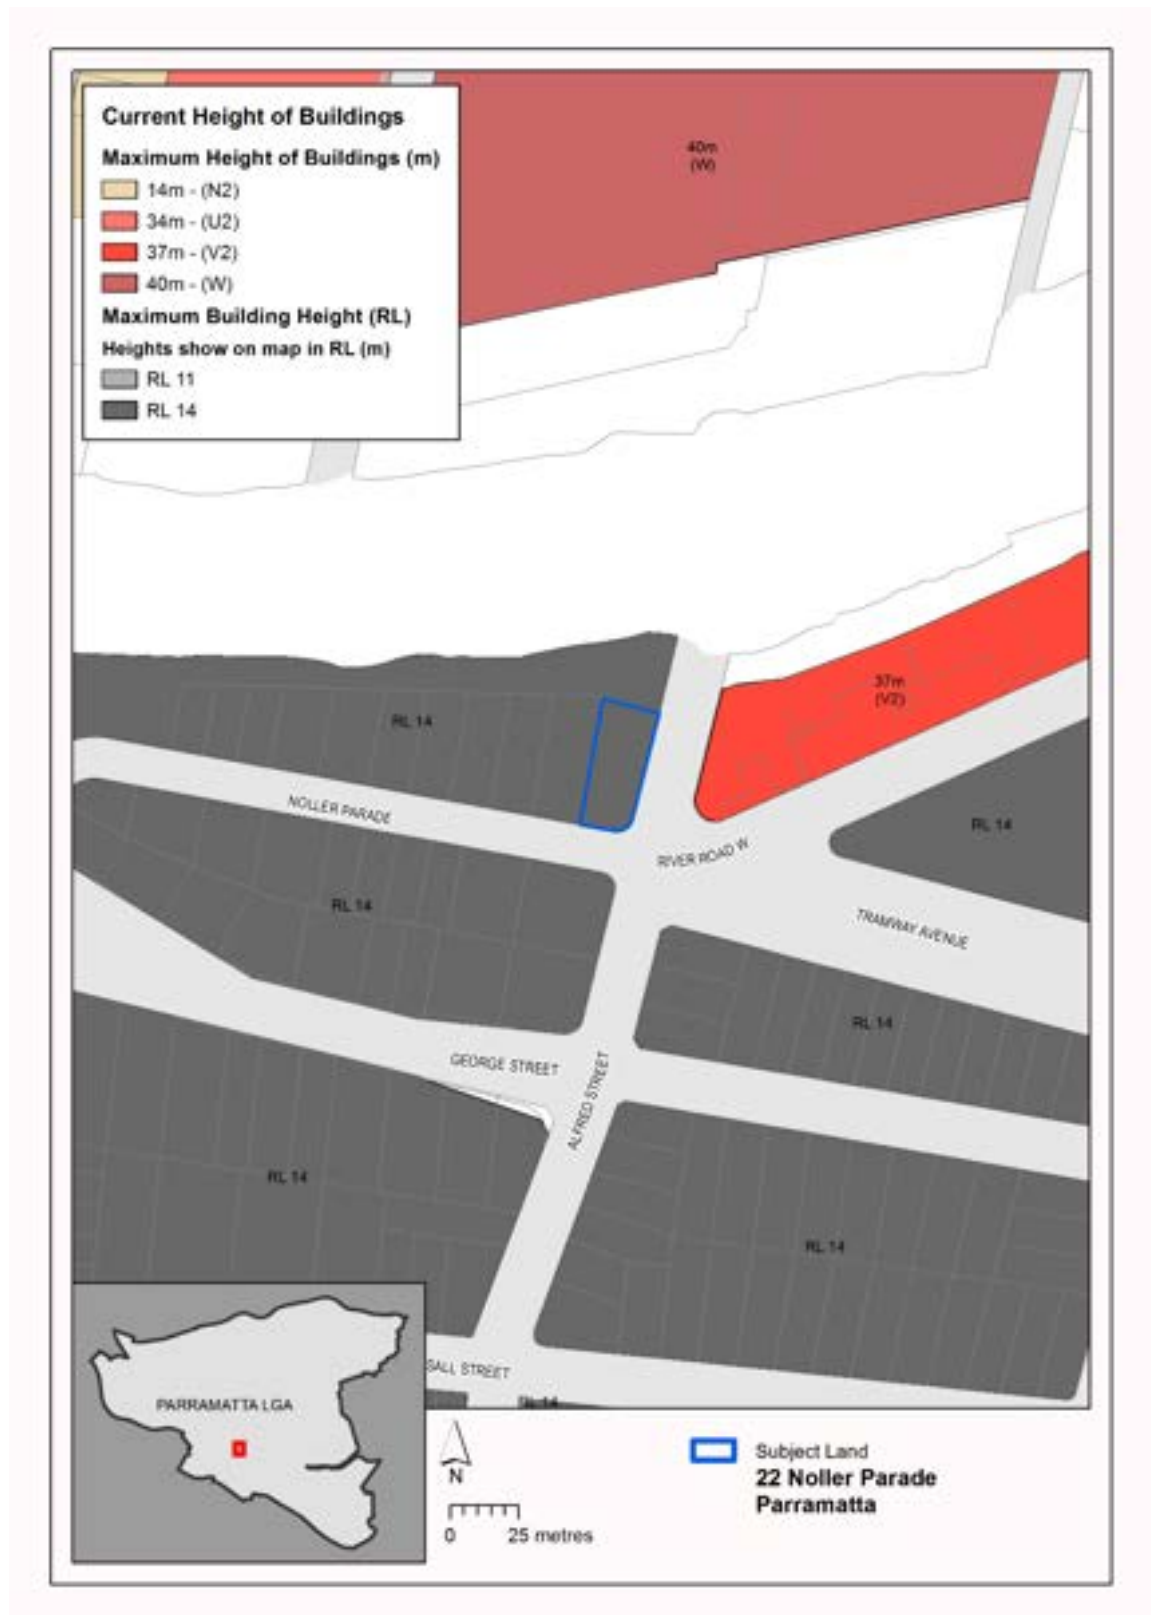 Current Height of Buildings
Maximum Height of Buildings (m)
14m - (N2)
34m - (U2)
37m - (V2)
40m - (W)
Maximum Building Height (RL)
Heights show on map in RL (m)
RL 11
RL 14
40m
(W)
37m
(V2)
RL 14
NOLLER PARADE
RIVER ROAD W
RL 14
RL 14
TRAMWAY AVENUE
RL 14
GEORGE STREET
ALFRED STREET
RL 14
RL 14
GALL STREET
RL 14
PARRAMATTA LGA
N
0 25 metres
Subject Land
22 Noller Parade
Parramatta